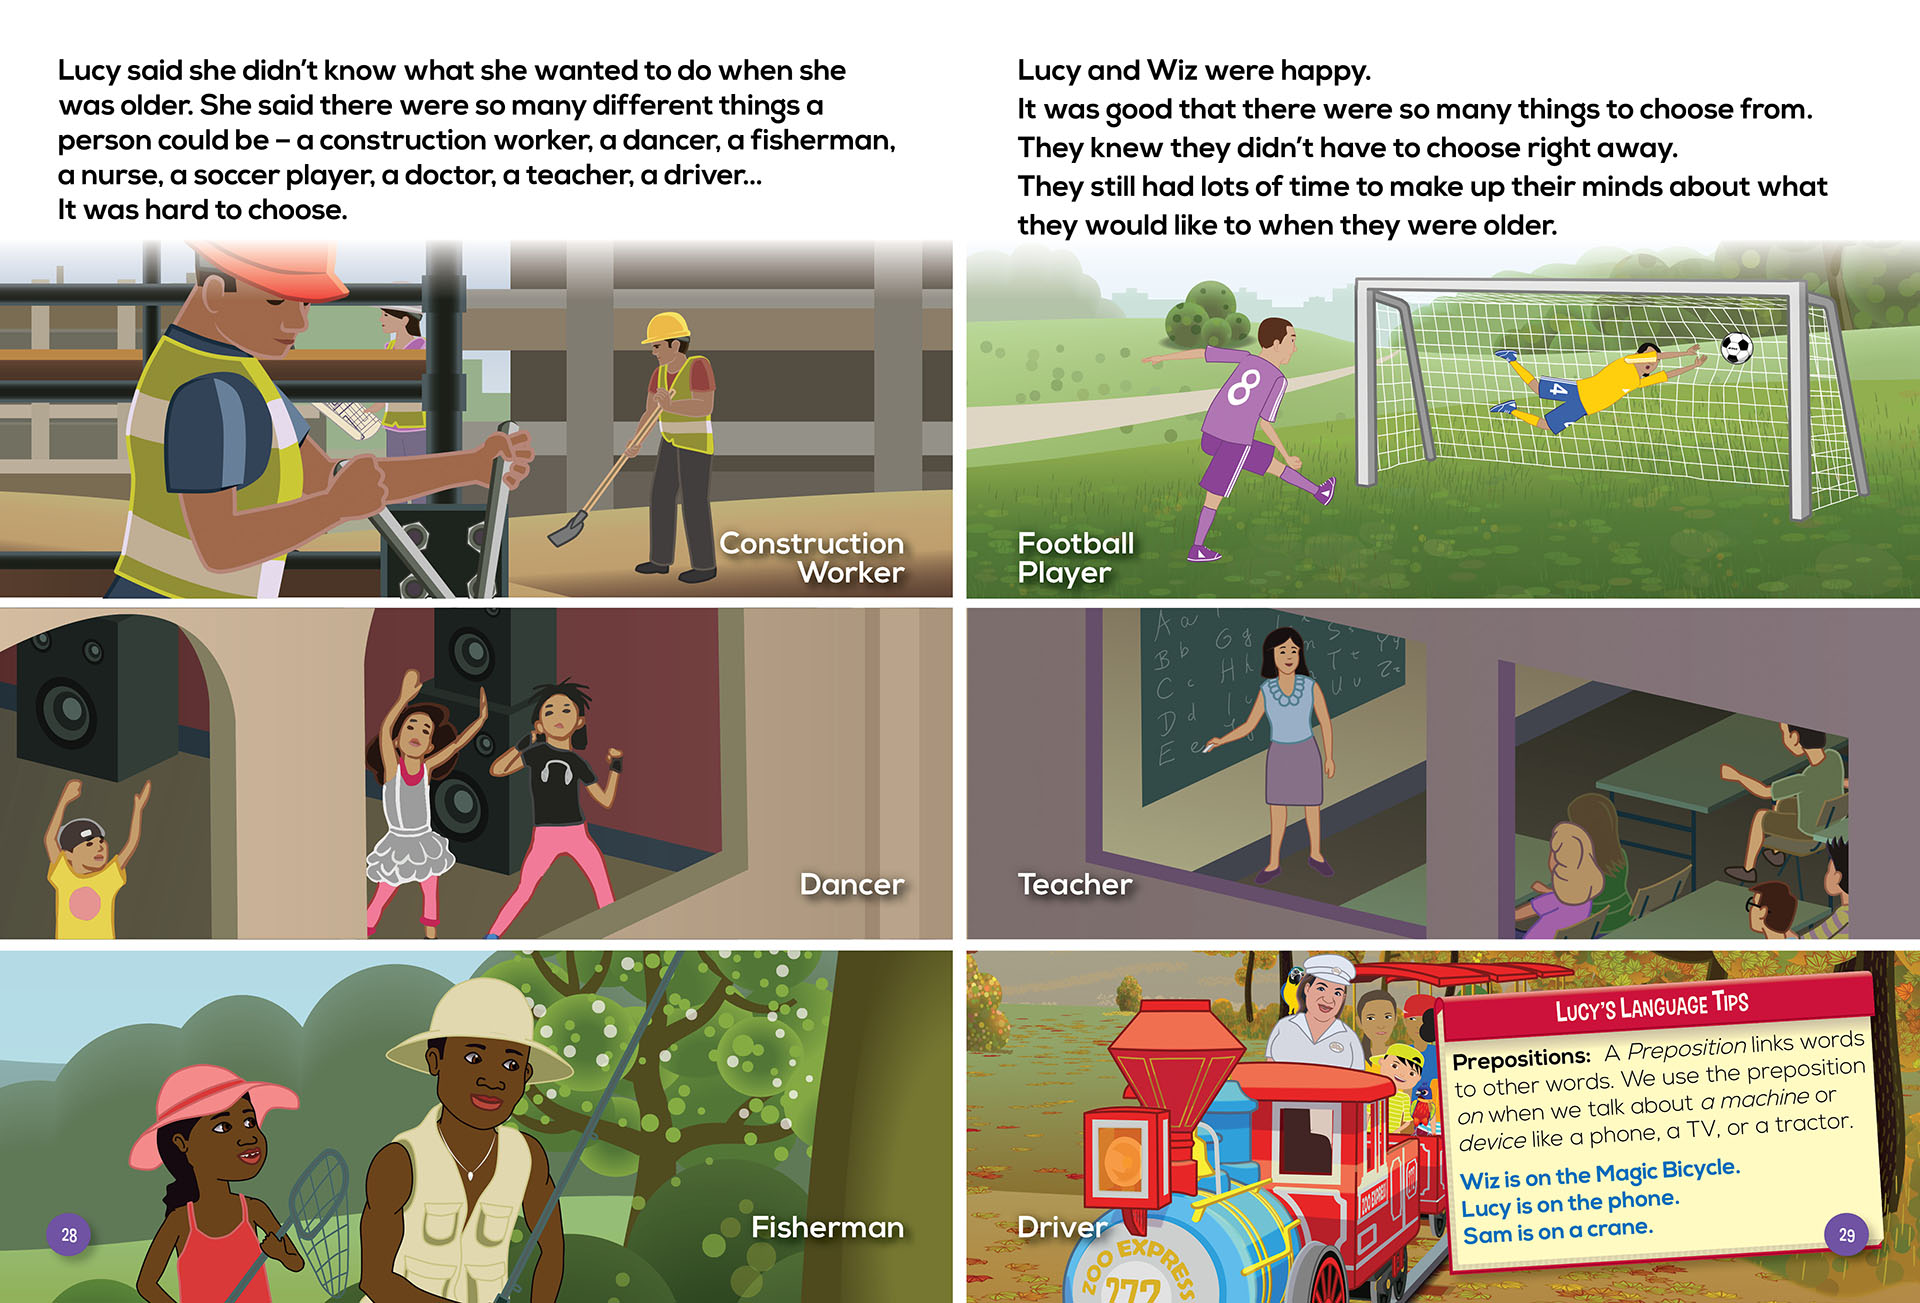 Lucy said she didn't know what she wanted to do when she
was older. She said there were so many different things a
person could be – a construction worker, a dancer, a fisherman,
a nurse, a soccer player, a doctor, a teacher, a driver...
It was hard to choose.
Construction
Worker
Dancer
Fisherman
28
Lucy and Wiz were happy.
It was good that there were so many things to choose from.
They knew they didn't have to choose right away.
They still had lots of time to make up their minds about what
they would like to when they were older.
8
4
Football
Player
A a
B b
C c
D d
E e
G g
H h
S
T t
U u
Y y
Z z
Teacher
Driver
ZOO EXPRESS
272
ZOO EXPRESS
LUCY'S LANGUAGE TIPS
Prepositions: A Preposition links words
to other words. We use the preposition
on when we talk about a machine or
device like a phone, a TV, or a tractor.
Wiz is on the Magic Bicycle.
Lucy is on the phone.
Sam is on a crane.
29